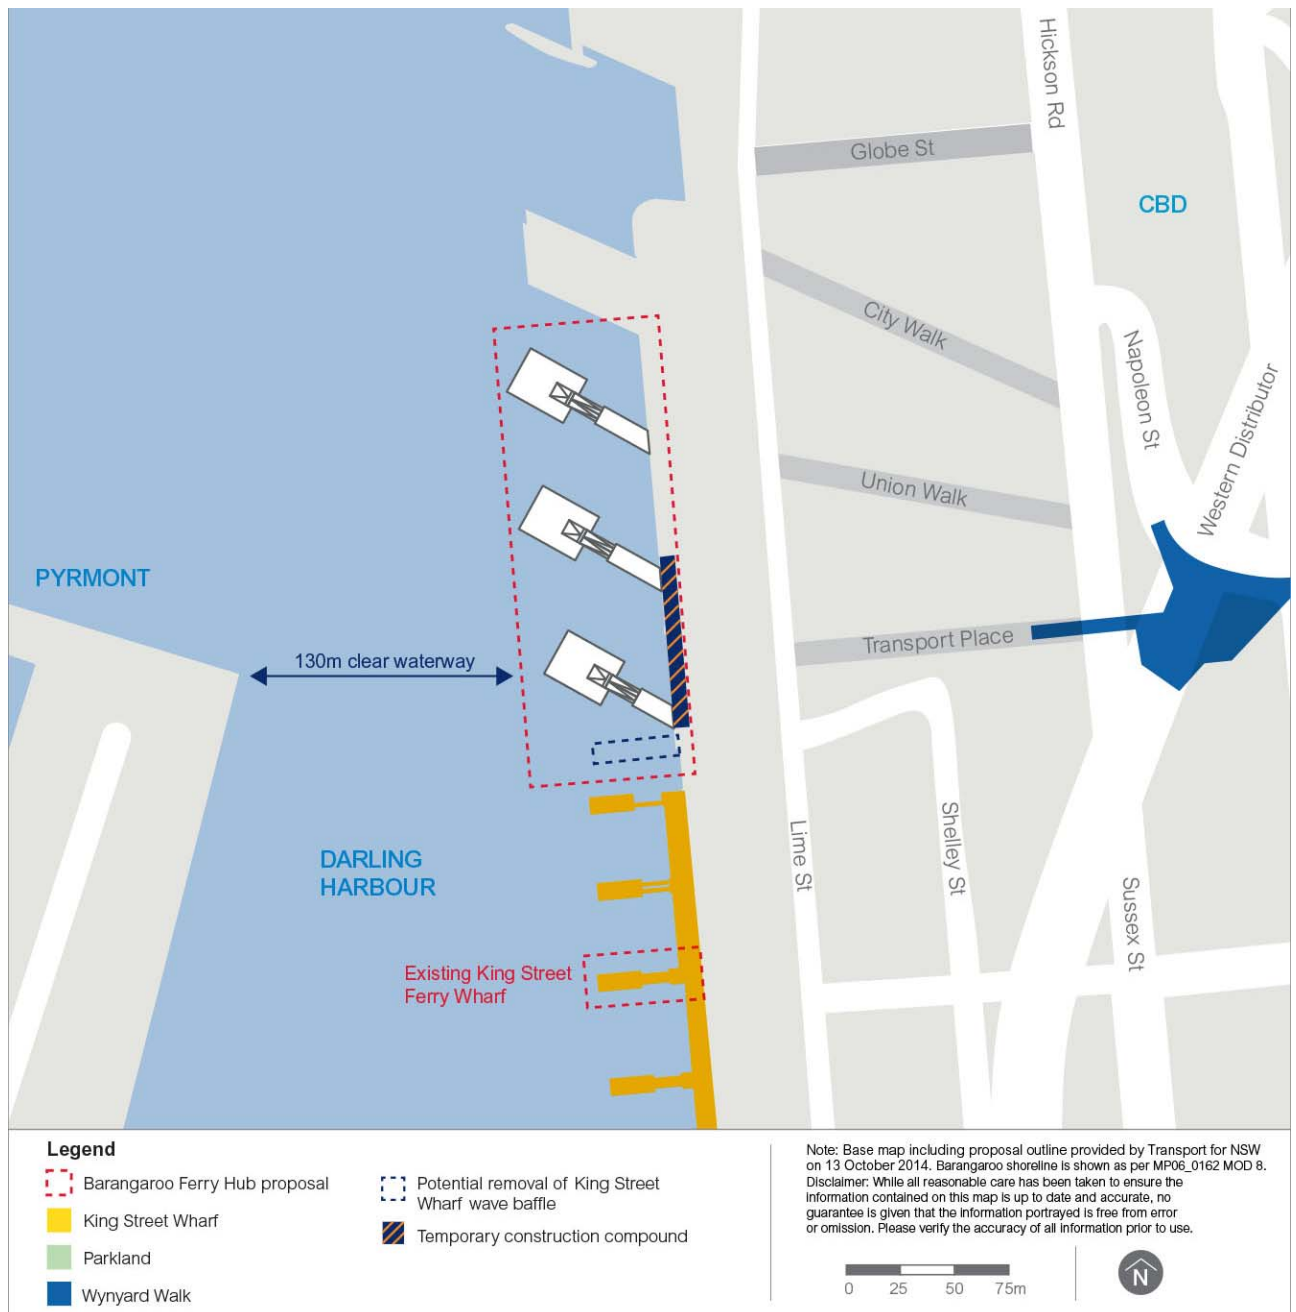 Hickson Rd
Globe St
CBD
City Walk
Napoleon St
Western Distributor
Union Walk
PYRMONT
Transport Place
130m clear waterway
Lime St
Shelley St
DARLING
HARBOUR
Sussex St
Existing King Street
Ferry Wharf
Legend
Barangaroo Ferry Hub proposal
King Street Wharf
Parkland
Wynyard Walk
Potential removal of King Street
Wharf wave baffle
Temporary construction compound
Note: Base map including proposal outline provided by Transport for NSW
on 13 October 2014. Barangaroo shoreline is shown as per MP06_0162 MOD 8.
Disclaimer: While all reasonable care has been taken to ensure the
information contained on this map is up to date and accurate, no
guarantee is given that the information portrayed is free from error
or omission. Please verify the accuracy of all information prior to use.
0 25 50 75m
N